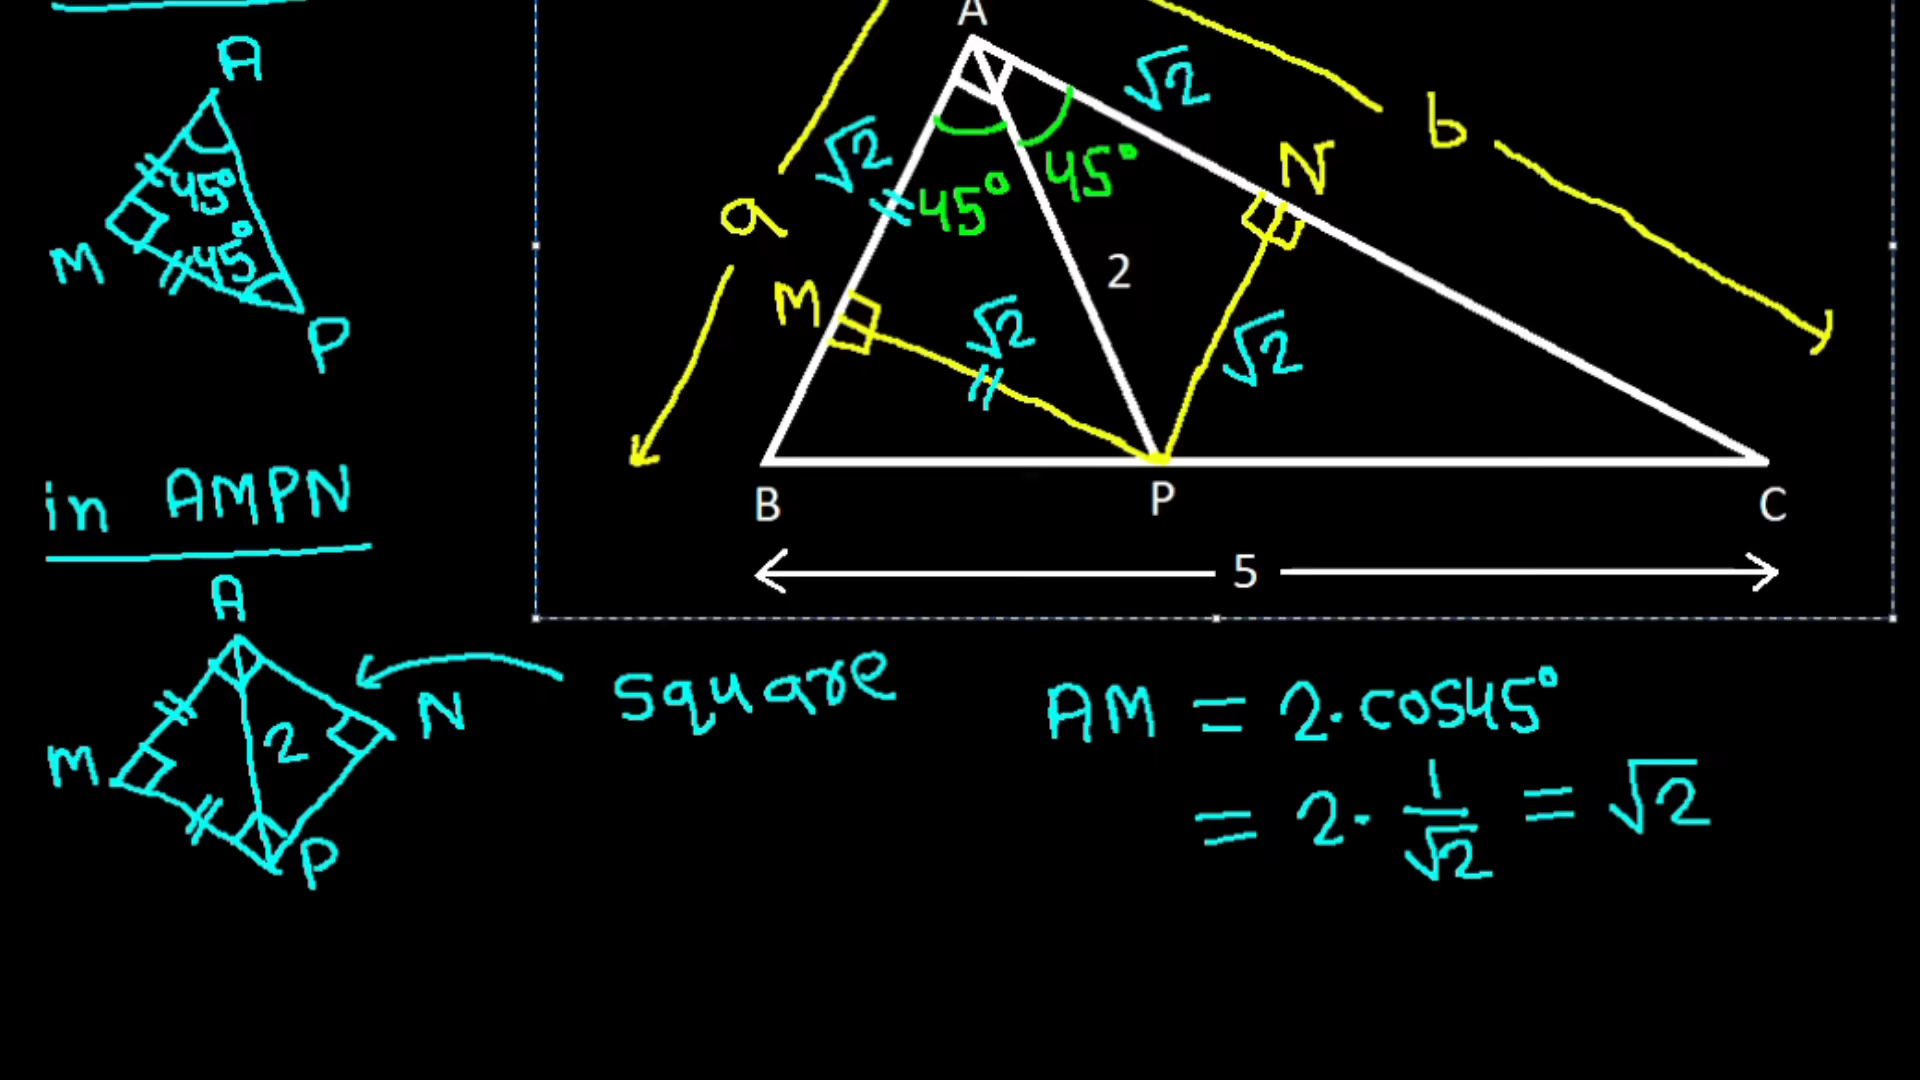 A
45°
M
45°
P
A
√2
b
√2
N
45°
45°
a
2
M
√2
√2
B
P
C
5
in AMPN
A
M
2
N
P
square
AM = 2·cos45°
= 2· 1/√2 = √2